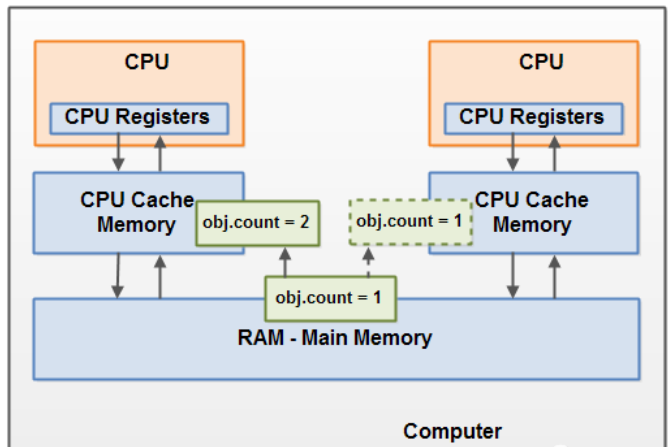 CPU
CPU
CPU Registers
CPU Registers
CPU Cache
Memory
CPU Cache
Memory
obj.count = 2
obj.count = 1
obj.count = 1
RAM - Main Memory
Computer